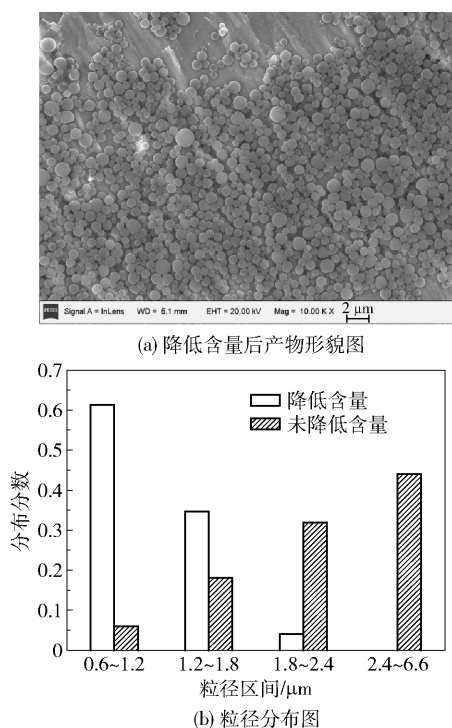 Signal A = InLens WD = 5.1 mm EHT = 20.00 kV Mag = 10.00 K X 2 μm
(a) 降低含量后产物形貌图
0.7
0.6
0.5
0.4
0.3
0.2
0.1
0
分布分数
降低含量
未降低含量
0.6~1.2 1.2~1.8 1.8~2.4 2.4~6.6
粒径区间/μm
(b) 粒径分布图